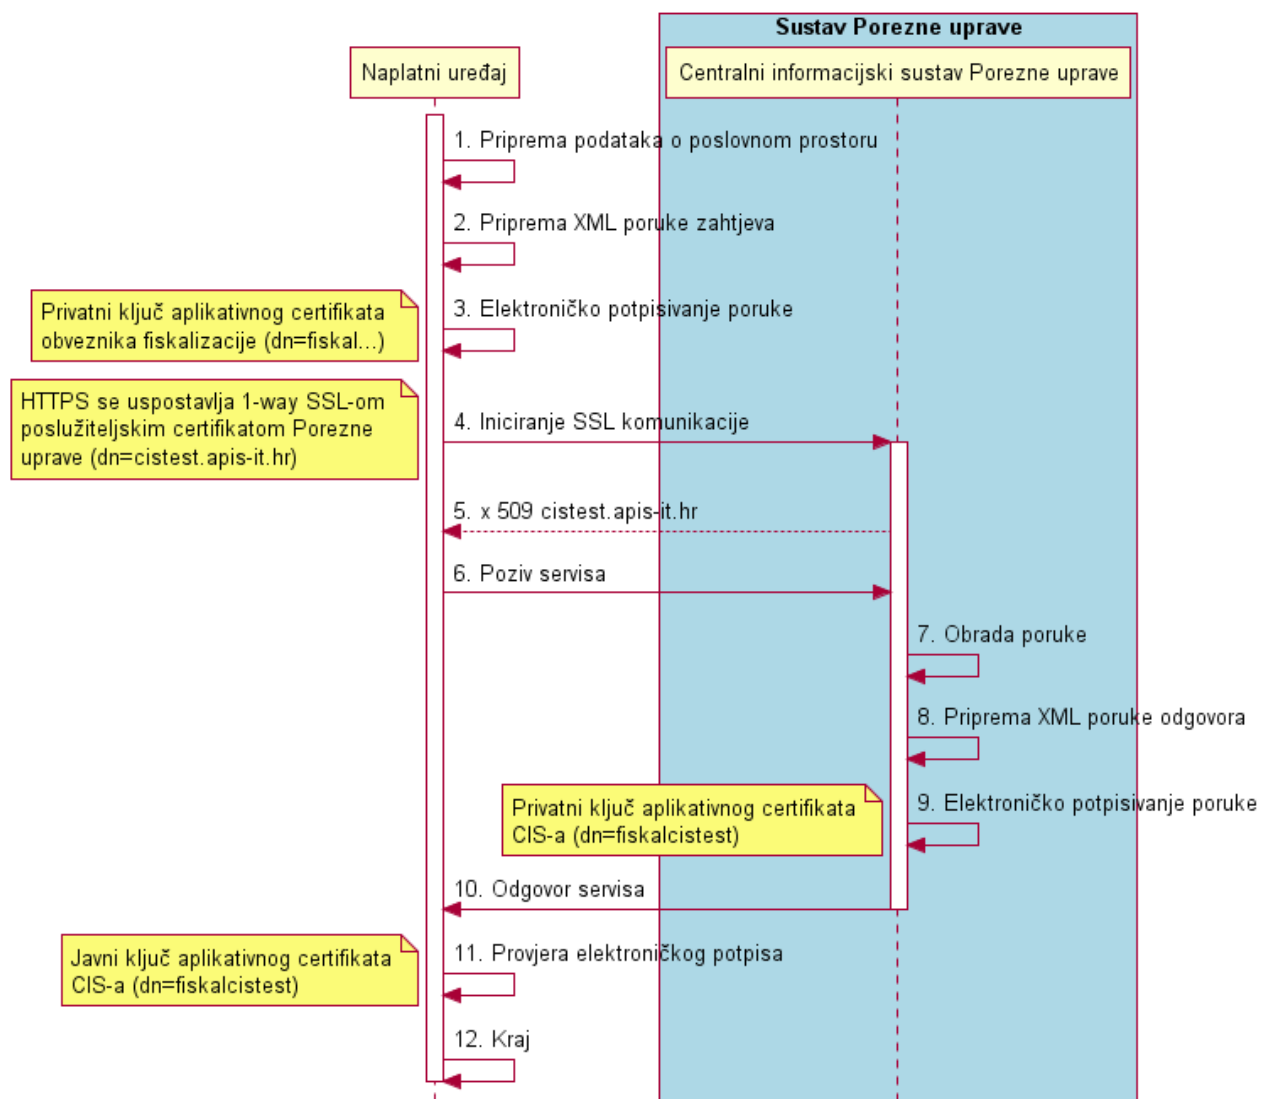 Sustav Porezne uprave
Naplatni uređaj
Centralni informacijski sustav Porezne uprave
1. Priprema podataka o poslovnom prostoru
2. Priprema XML poruke zahtjeva
Privatni ključ aplikativnog certifikata
obveznika fiskalizacije (dn=fiskal...)
3. Elektroničko potpisivanje poruke
HTTPS se uspostavlja 1-way SSL-om
poslužiteljskim certifikatom Porezne
uprave (dn=cistest.apis-it.hr)
4. Iniciranje SSL komunikacije
5. x 509 cistest.apis-it.hr
6. Poziv servisa
7. Obrada poruke
8. Priprema XML poruke odgovora
Privatni ključ aplikativnog certifikata
CIS-a (dn=fiskalcistest)
9. Elektroničko potpisivanje poruke
10. Odgovor servisa
Javni ključ aplikativnog certifikata
CIS-a (dn=fiskalcistest)
11. Provjera elektroničkog potpisa
12. Kraj